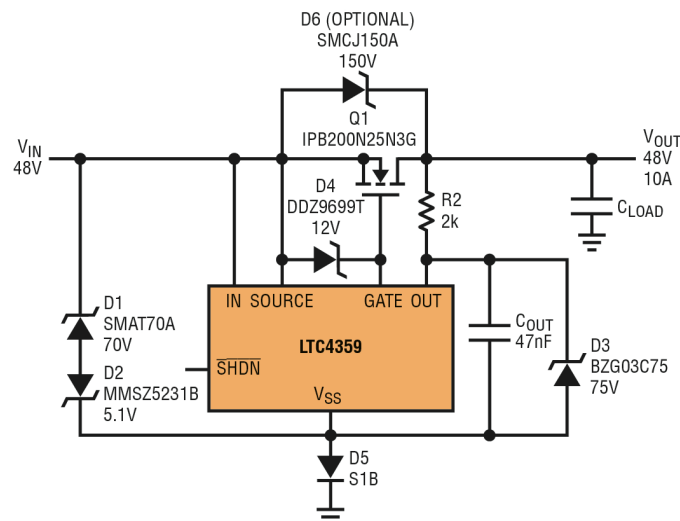 D6 (OPTIONAL)
SMCJ150A
150V
Q1
IPB200N25N3G
VIN
48V
VOUT
48V
10A
D4
DDZ9699T
12V
R2
2k
CLOAD
D1
SMAT70A
70V
D2
MMSZ5231B
5.1V
IN SOURCE GATE OUT
LTC4359
SHDN
VSS
COUT
47nF
D3
BZG03C75
75V
D5
S1B